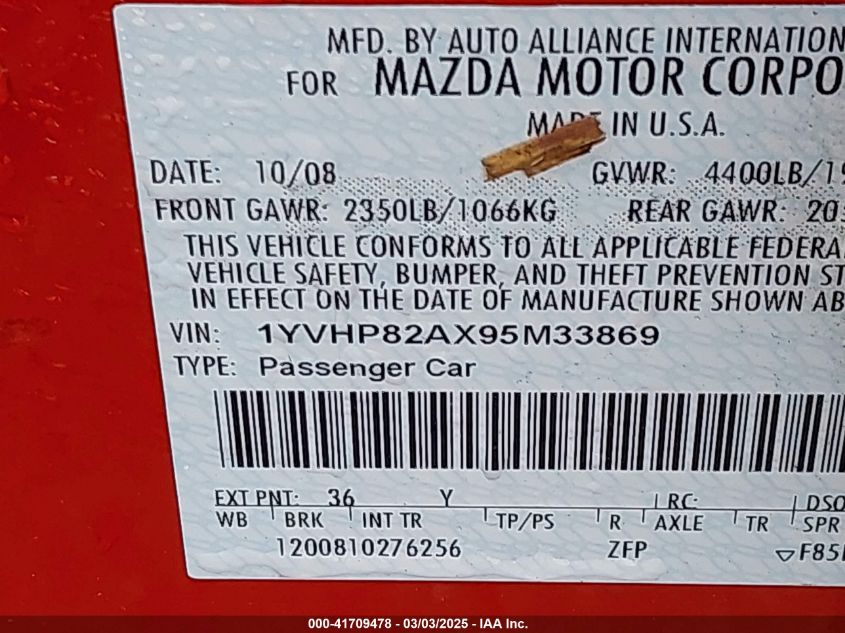 MFD. BY AUTO ALLIANCE INTERNATION
FOR MAZDA MOTOR CORPO
MADE IN U.S.A.
DATE: 10/08 GVWR: 4400LB/19
FRONT GAWR: 2350LB/1066KG REAR GAWR: 20
THIS VEHICLE CONFORMS TO ALL APPLICABLE FEDERA
VEHICLE SAFETY, BUMPER, AND THEFT PREVENTION ST
IN EFFECT ON THE DATE OF MANUFACTURE SHOWN AB
VIN: 1YVHP82AX95M33869
TYPE: Passenger Car
EXT PNT: 36 Y RC: DSO
WB BRK INT TR TP/PS R AXLE TR SPR
1200810276256 ZFP F85
000-41709478 - 03/03/2025 - IAA Inc.